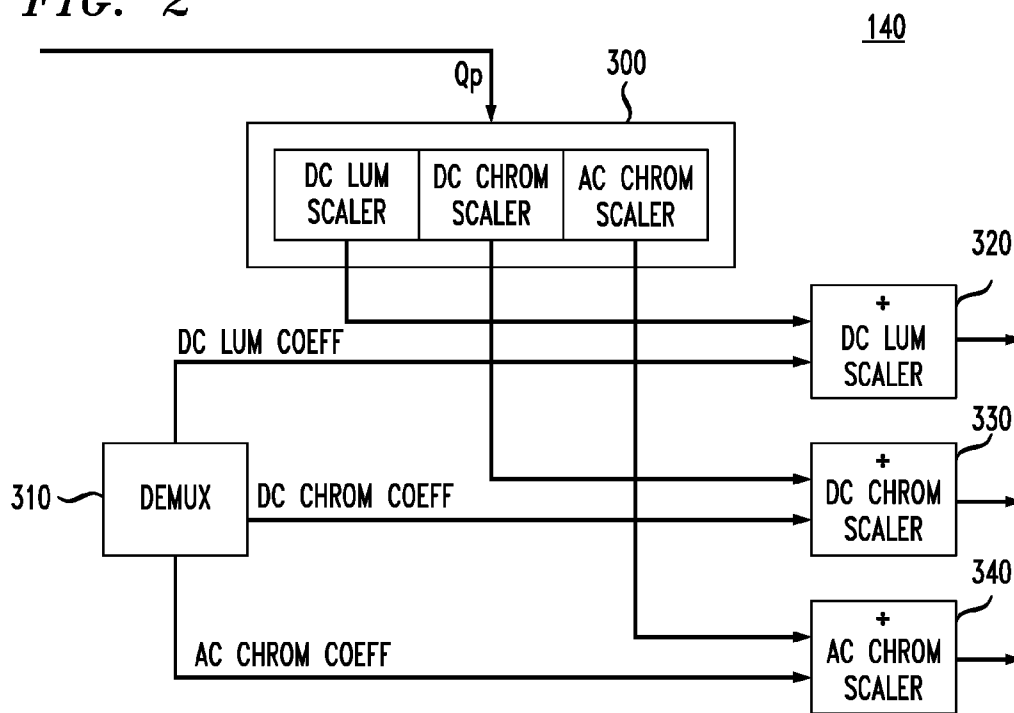 FIG. 2
140
Qp
300
DC LUM
SCALER
DC CHROM
SCALER
AC CHROM
SCALER
320
+
DC LUM
SCALER
DC LUM COEFF
330
310
DEMUX
DC CHROM COEFF
+
DC CHROM
SCALER
340
AC CHROM COEFF
+
AC CHROM
SCALER